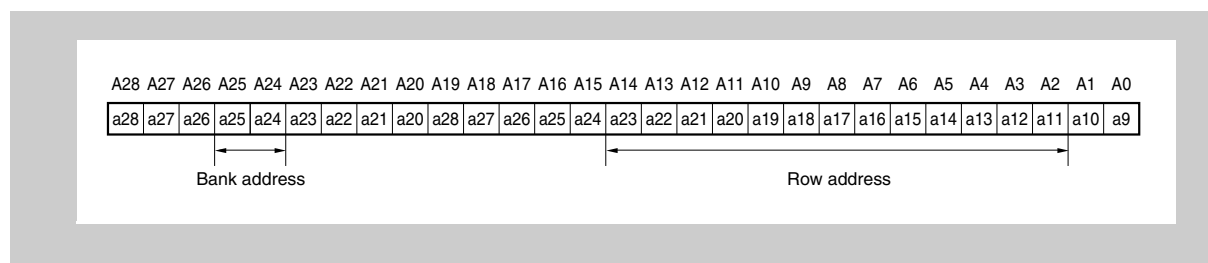 A28 A27 A26 A25 A24 A23 A22 A21 A20 A19 A18 A17 A16 A15 A14 A13 A12 A11 A10 A9 A8 A7 A6 A5 A4 A3 A2 A1 A0
a28 a27 a26 a25 a24 a23 a22 a21 a20 a28 a27 a26 a25 a24 a23 a22 a21 a20 a19 a18 a17 a16 a15 a14 a13 a12 a11 a10 a9
Bank address Row address